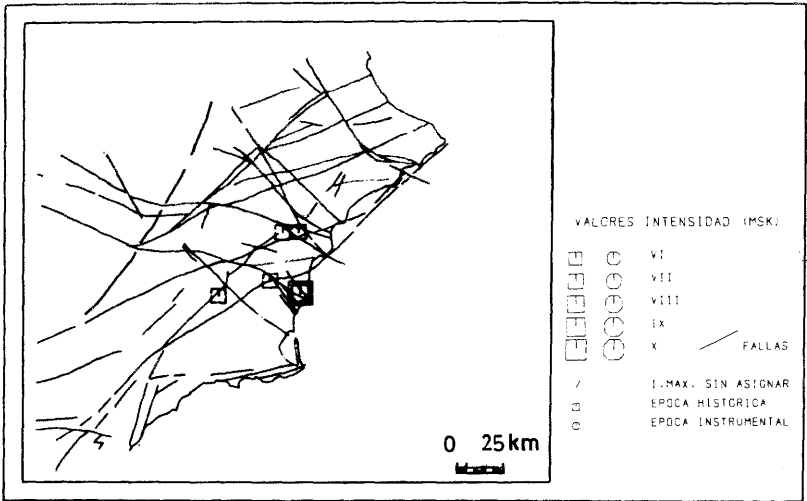 VALORES INTENSIDAD (MSK)
VI
VII
VIII
IX
X
FALLAS
I.MAX. SIN ASIGNAR
EPOCA HISTORICA
EPOCA INSTRUMENTAL
0 25km